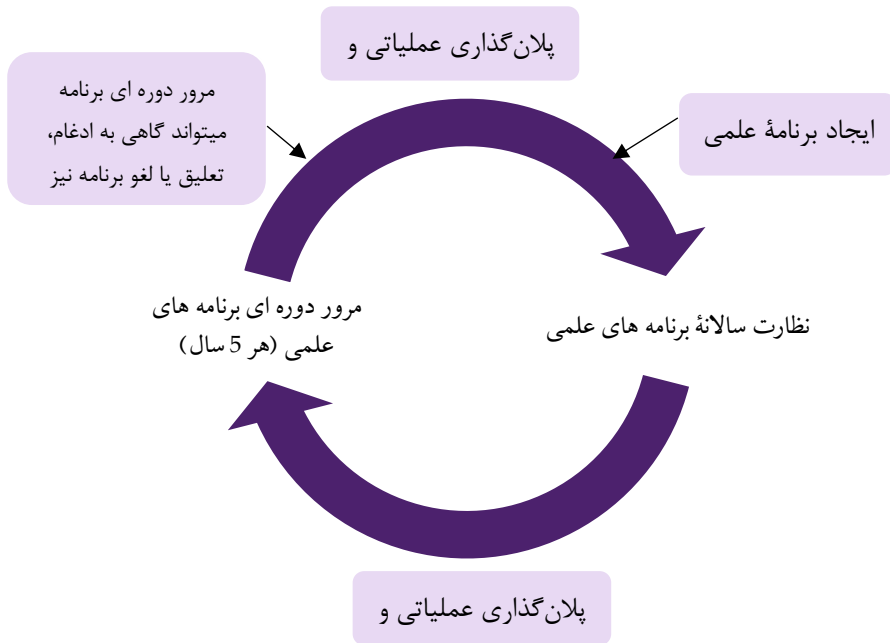 پلان‌گذاری عملیاتی و
ایجاد برنامهٔ علمی
مرور دوره ای برنامه
میتواند گاهی به ادغام،
تعلیق یا لغو برنامه نیز
نظارت سالانهٔ برنامه های علمی
مرور دوره ای برنامه های
علمی (هر 5 سال)
پلان‌گذاری عملیاتی و